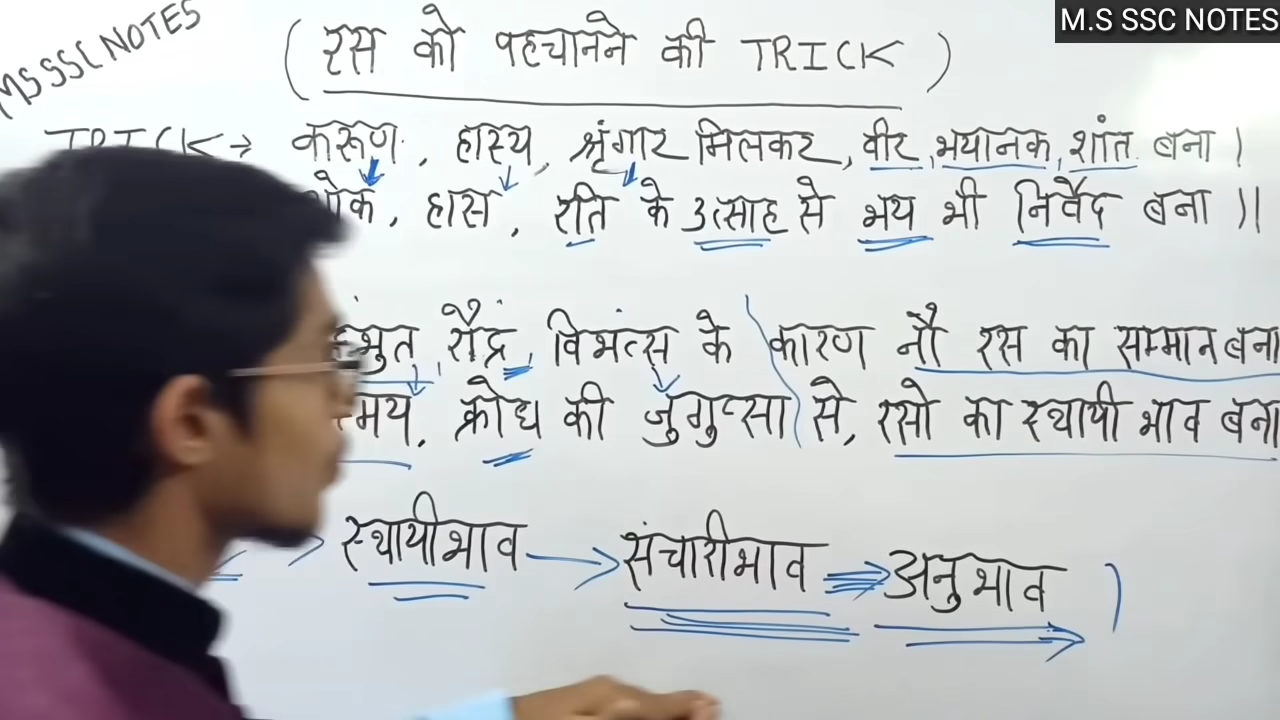 M.S SSC NOTES
MS SSC NOTES
( रस को पहचानने की TRICK )
TRICK → करूण, हास्य, श्रृंगार मिलकर, वीर, भयानक, शांत बना ।
हास, रति के उत्साह से भय भी निर्वेद बना ।।
रौद्र, विभंत्स के कारण नौ रस का सम्मान बना
क्रोध की जुगुप्सा से, रसो का स्थायी भाव बना
स्थायीभाव → संचारीभाव → अनुभाव )